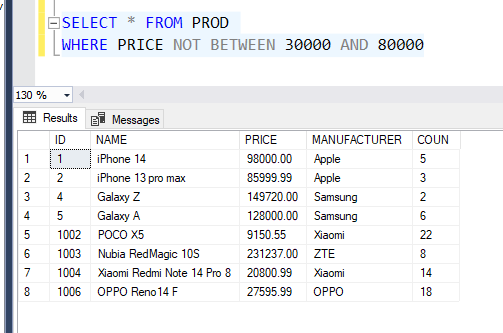 SELECT * FROM PROD
WHERE PRICE NOT BETWEEN 30000 AND 80000
130 %
Results Messages
ID NAME PRICE MANUFACTURER COUN
1 1 iPhone 14 98000.00 Apple 5
2 2 iPhone 13 pro max 85999.99 Apple 3
3 4 Galaxy Z 149720.00 Samsung 2
4 5 Galaxy A 128000.00 Samsung 6
5 1002 POCO X5 9150.55 Xiaomi 22
6 1003 Nubia RedMagic 10S 231237.00 ZTE 8
7 1004 Xiaomi Redmi Note 14 Pro 8 20800.99 Xiaomi 14
8 1006 OPPO Reno14 F 27595.99 OPPO 18